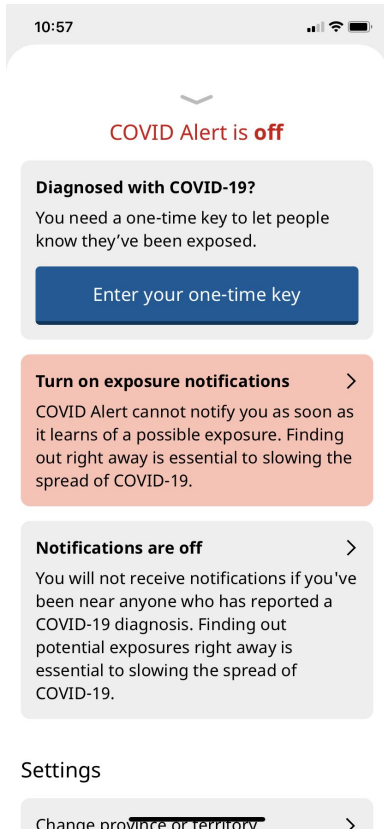 10:57
COVID Alert is off
Diagnosed with COVID-19?
You need a one-time key to let people
know they’ve been exposed.
Enter your one-time key
Turn on exposure notifications
COVID Alert cannot notify you as soon as
it learns of a possible exposure. Finding
out right away is essential to slowing the
spread of COVID-19.
Notifications are off
You will not receive notifications if you've
been near anyone who has reported a
COVID-19 diagnosis. Finding out
potential exposures right away is
essential to slowing the spread of
COVID-19.
Settings
Change province or territory